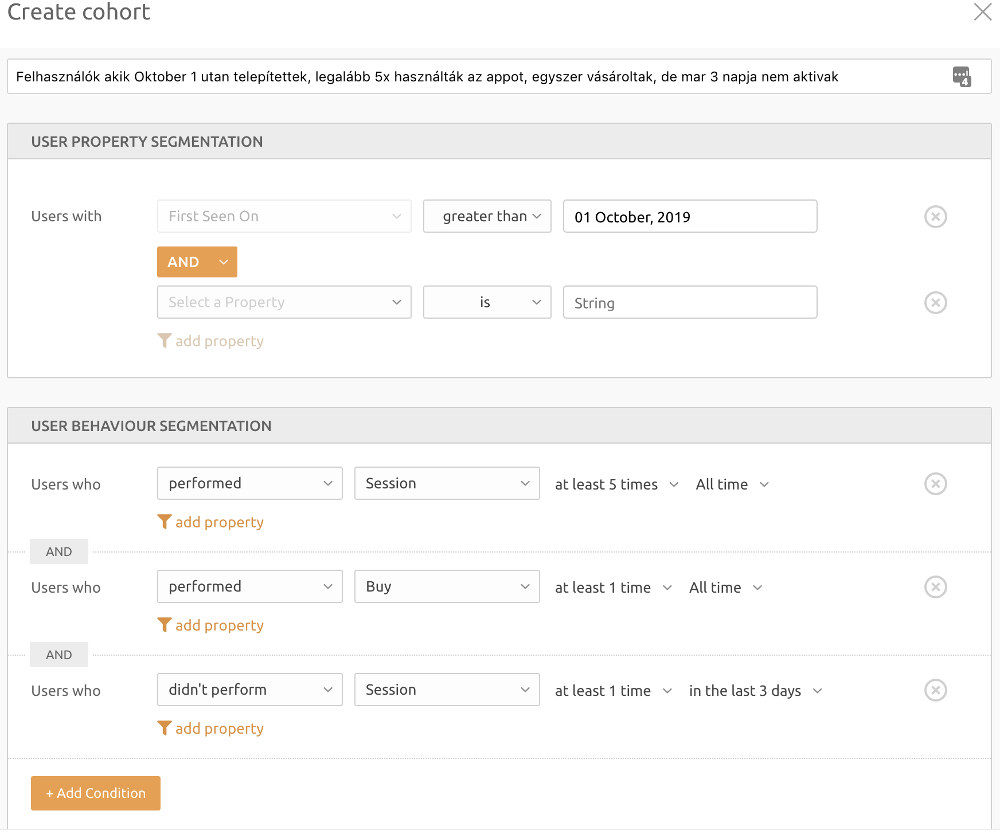 Create cohort
Felhasználók akik Oktober 1 utan telepítettek, legalább 5x használták az appot, egyszer vásároltak, de mar 3 napja nem aktivak
4
USER PROPERTY SEGMENTATION
Users with First Seen On greater than 01 October, 2019
AND
Select a Property is String
add property
USER BEHAVIOUR SEGMENTATION
Users who performed Session at least 5 times All time
add property
AND
Users who performed Buy at least 1 time All time
add property
AND
Users who didn't perform Session at least 1 time in the last 3 days
add property
+ Add Condition